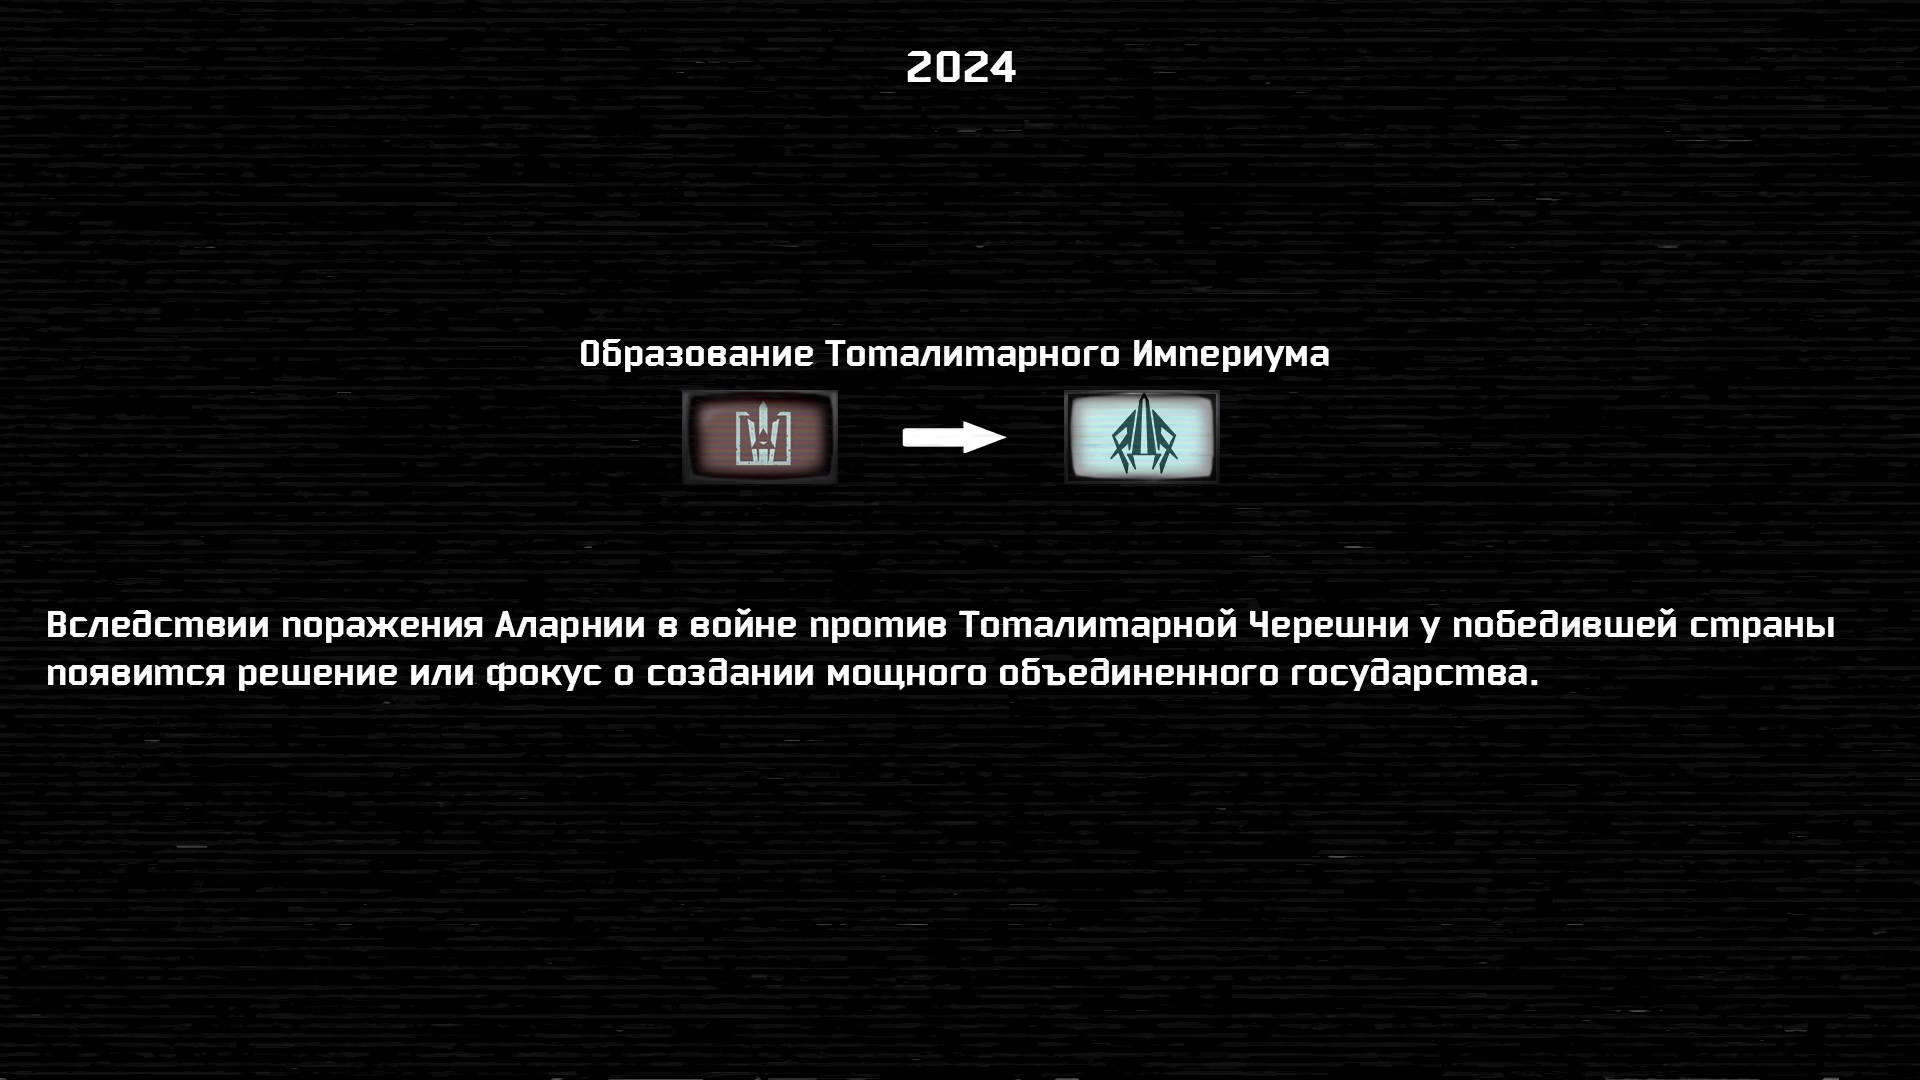 2024
Образование Тоталитарного Империума
Вследствии поражения Аларнии в войне против Тоталитарной Черешни у победившей страны
появится решение или фокус о создании мощного объединенного государства.